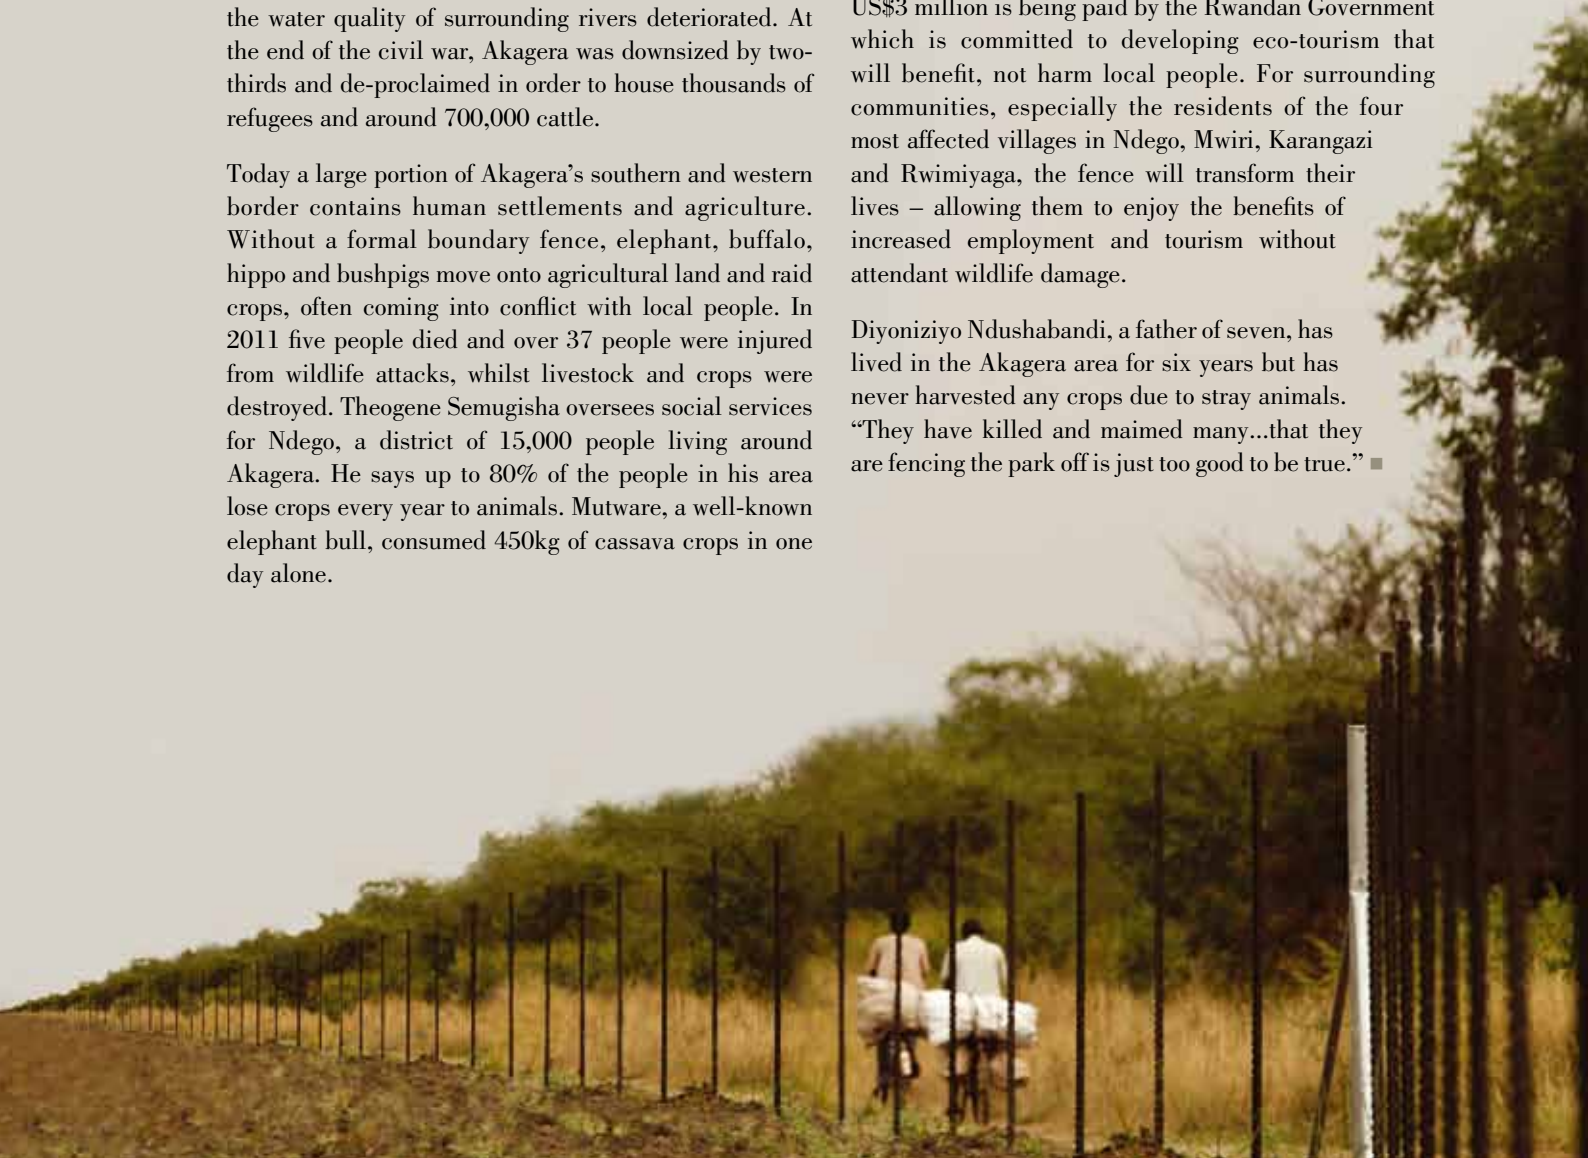 the water quality of surrounding rivers deteriorated. At
the end of the civil war, Akagera was downsized by two-
thirds and de-proclaimed in order to house thousands of
refugees and around 700,000 cattle.
Today a large portion of Akagera’s southern and western
border contains human settlements and agriculture.
Without a formal boundary fence, elephant, buffalo,
hippo and bushpigs move onto agricultural land and raid
crops, often coming into conflict with local people. In
2011 five people died and over 37 people were injured
from wildlife attacks, whilst livestock and crops were
destroyed. Theogene Semugisha oversees social services
for Ndego, a district of 15,000 people living around
Akagera. He says up to 80% of the people in his area
lose crops every year to animals. Mutware, a well-known
elephant bull, consumed 450kg of cassava crops in one
day alone.
US$3 million is being paid by the Rwandan Government
which is committed to developing eco-tourism that
will benefit, not harm local people. For surrounding
communities, especially the residents of the four
most affected villages in Ndego, Mwiri, Karangazi
and Rwimiyaga, the fence will transform their
lives – allowing them to enjoy the benefits of
increased employment and tourism without
attendant wildlife damage.
Diyoniziyo Ndushabandi, a father of seven, has
lived in the Akagera area for six years but has
never harvested any crops due to stray animals.
“They have killed and maimed many...that they
are fencing the park off is just too good to be true.”